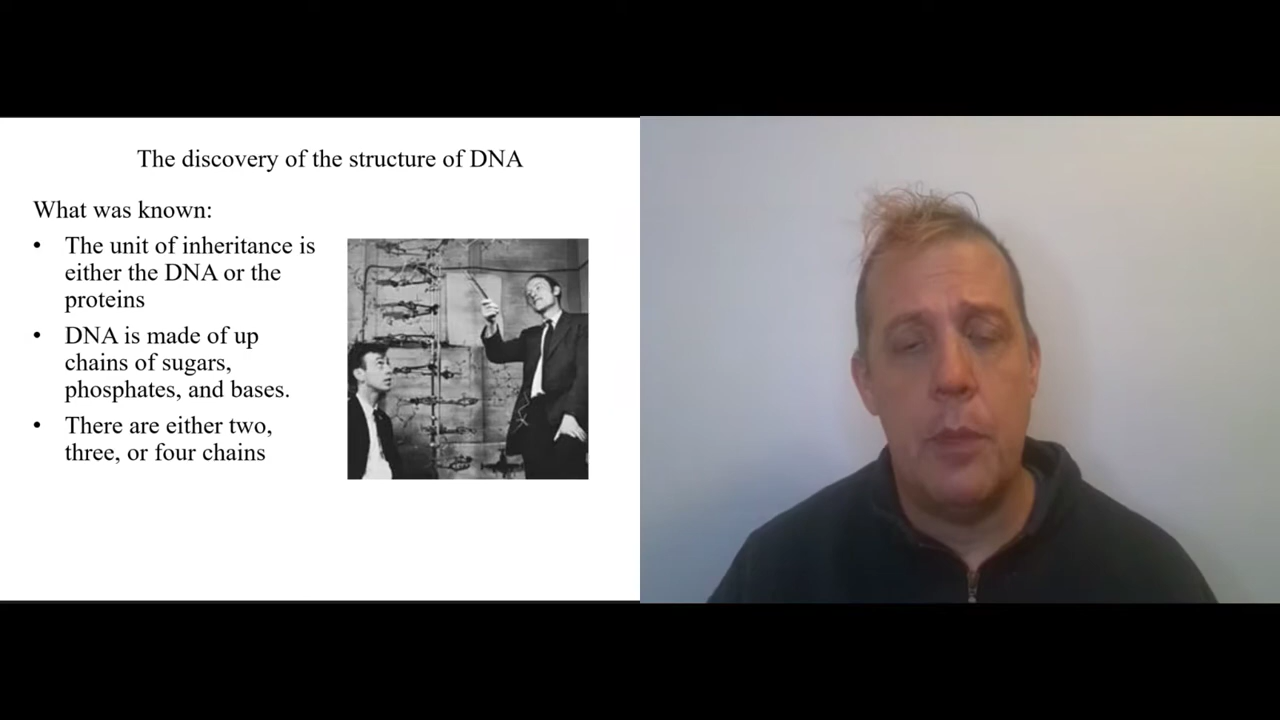 The discovery of the structure of DNA
What was known:
• The unit of inheritance is
either the DNA or the
proteins
• DNA is made of up
chains of sugars,
phosphates, and bases.
• There are either two,
three, or four chains